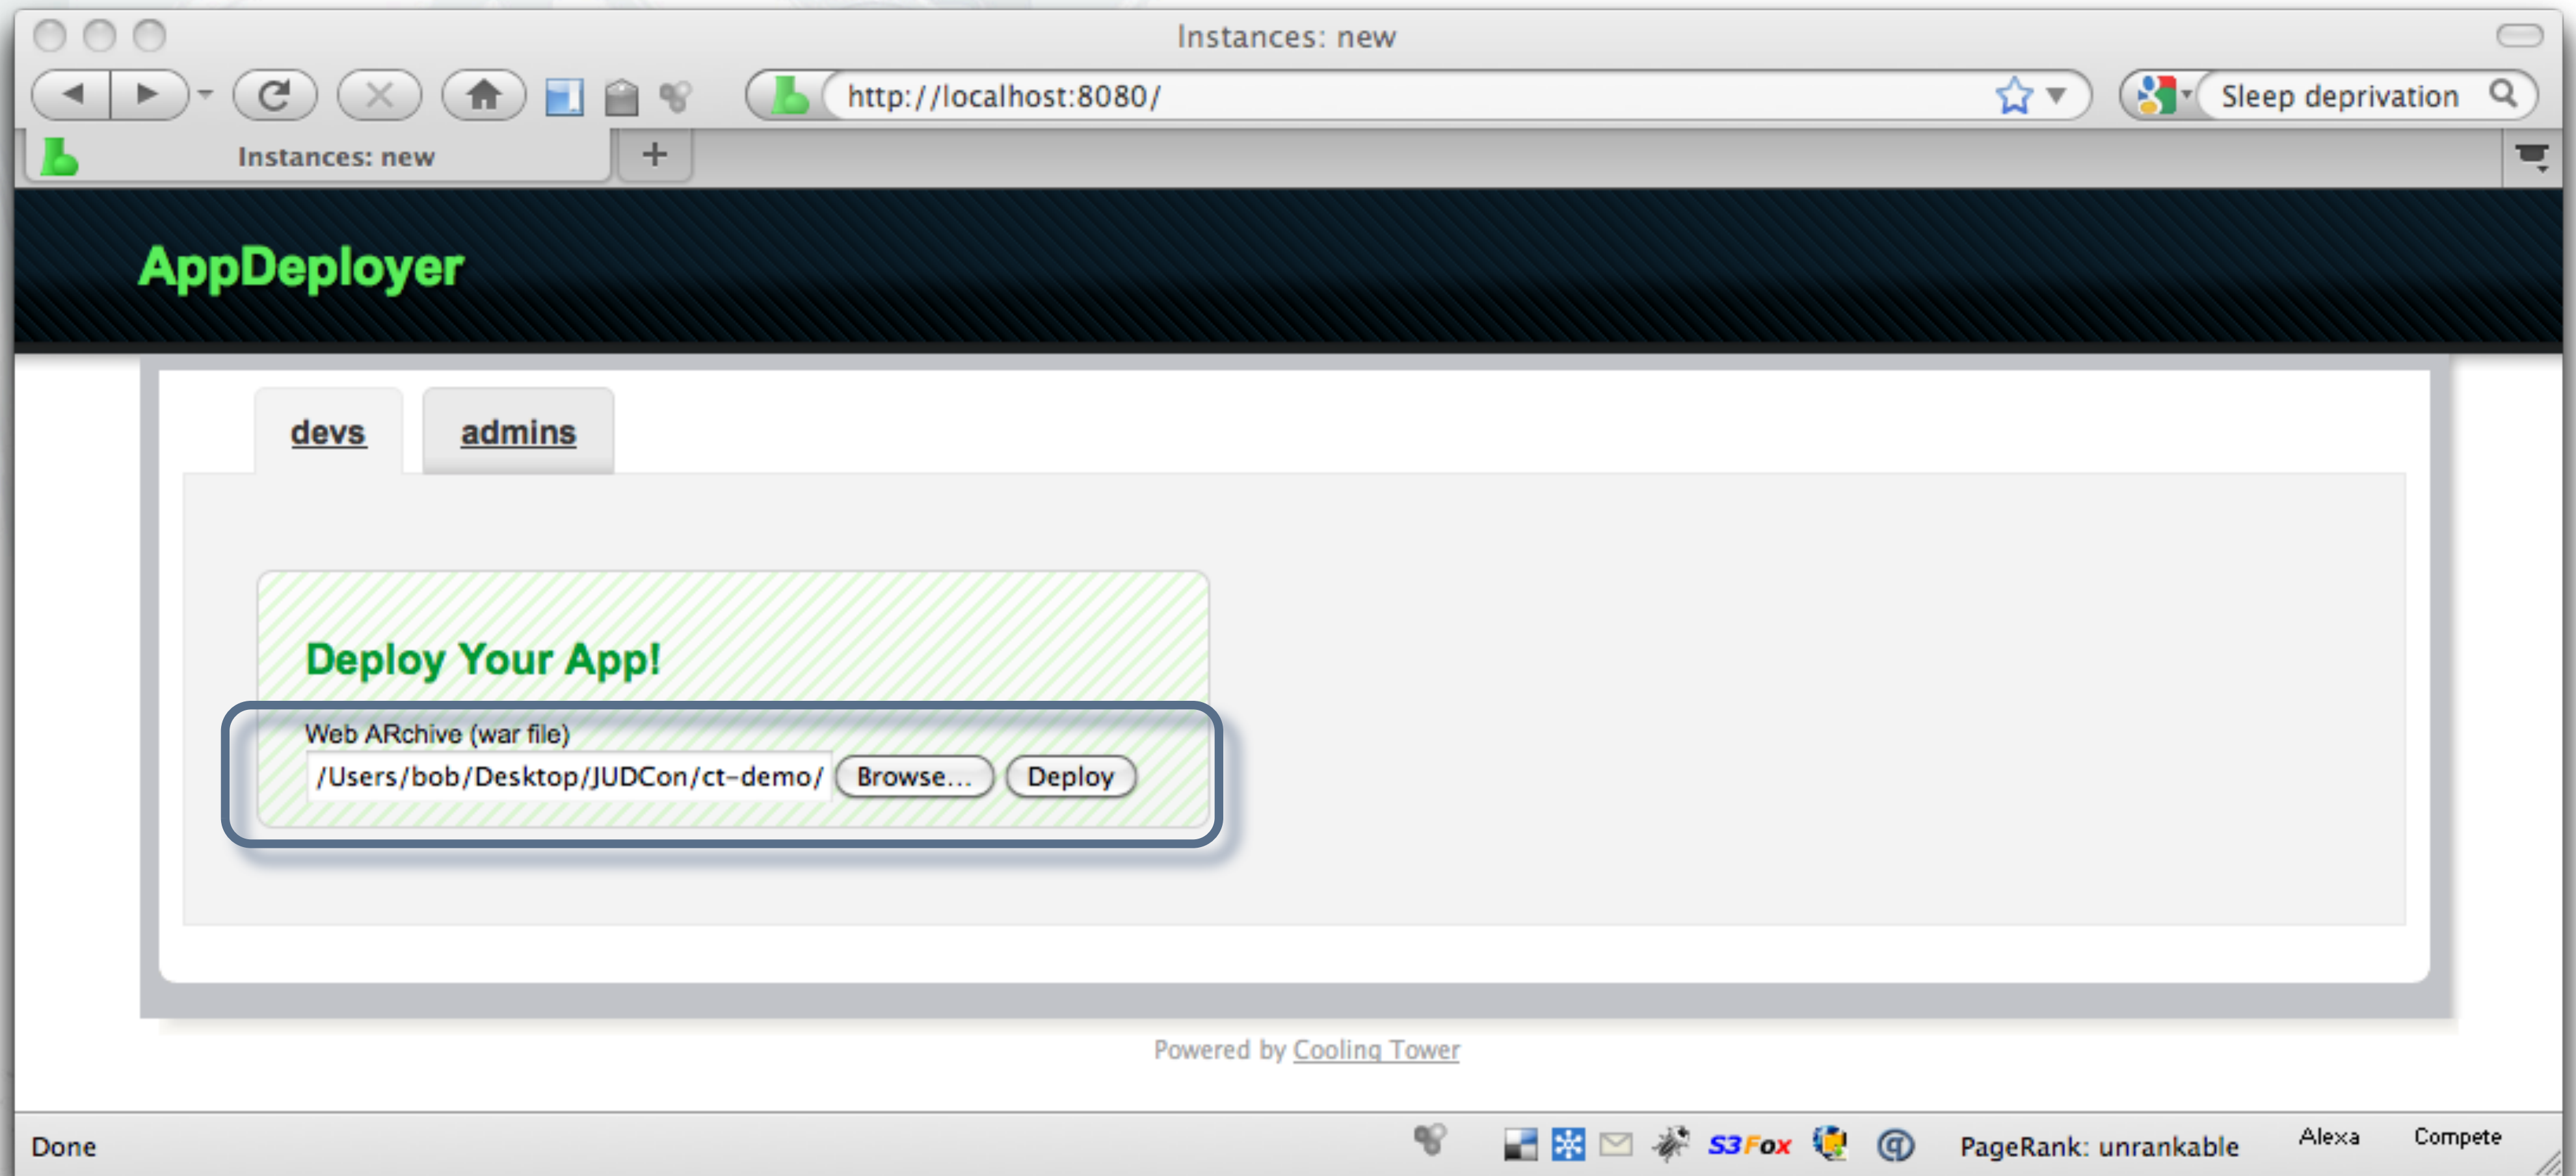 Instances: new
http://localhost:8080/
Sleep deprivation
Instances: new
+
AppDeployer
devs admins
Deploy Your App!
Web ARchive (war file)
/Users/bob/Desktop/JUDCon/ct-demo/ Browse... Deploy
Powered by Cooling Tower
Done S3Fox @ PageRank: unrankable Alexa Compete